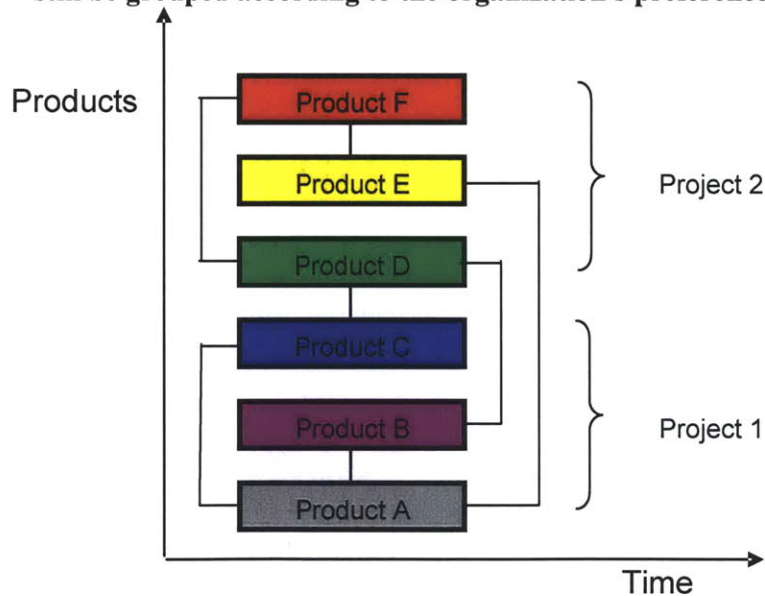 can be grouped according to the organization's preference
Products
Product F
Product E
Project 2
Product D
Product C
Product B
Project 1
Product A
Time